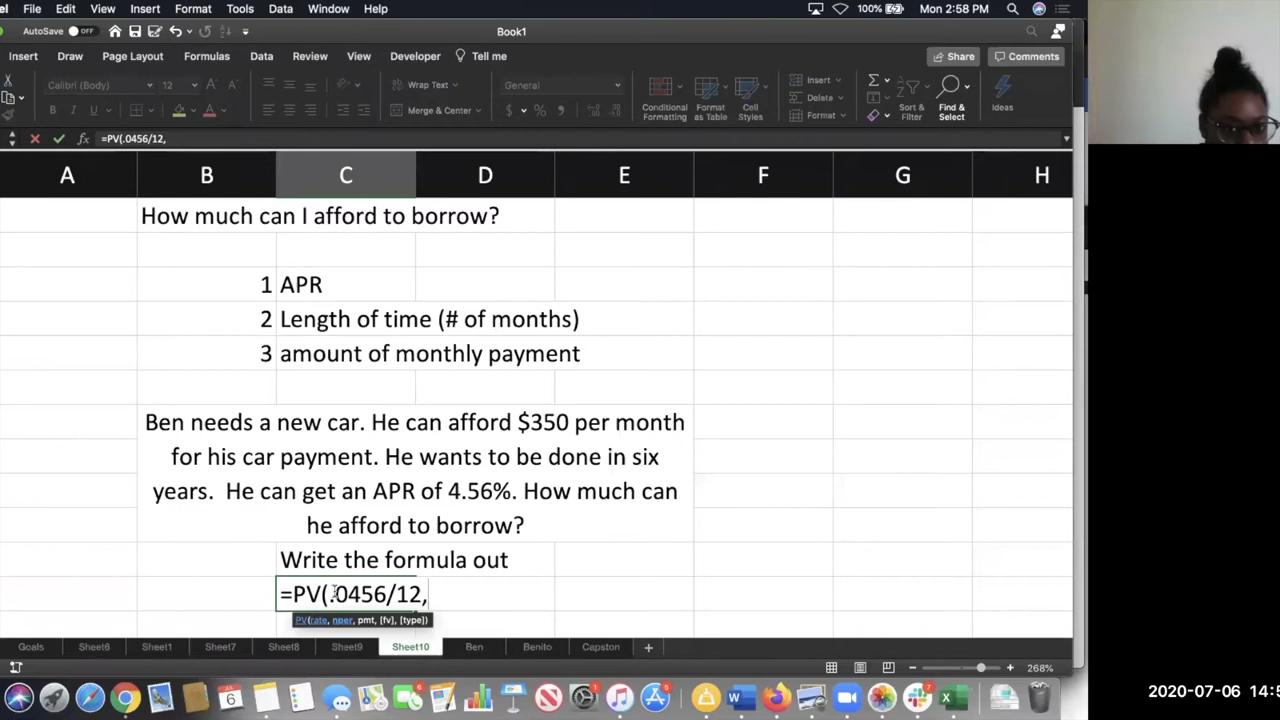 el File Edit View Insert Format Tools Data Window Help 100% Mon 2:58 PM
AutoSave OFF Book1
Insert Draw Page Layout Formulas Data Review View Developer Tell me Share Comments
Calibri (Body) 12 A A Wrap Text General Insert Delete Format
B I U A Merge & Center $ % Conditional Formatting Format as Table Cell Styles Sort & Filter Find & Select Ideas
fx =PV(.0456/12,
A B C D E F G H
How much can I afford to borrow?
1 APR
2 Length of time (# of months)
3 amount of monthly payment
Ben needs a new car. He can afford $350 per month
for his car payment. He wants to be done in six
years. He can get an APR of 4.56%. How much can
he afford to borrow?
Write the formula out
=PV(.0456/12,
PV(rate, nper, pmt, [fv], [type])
Goals Sheet6 Sheet1 Sheet7 Sheet8 Sheet9 Sheet10 Ben Benito Capston +
268%
2020-07-06 14:5